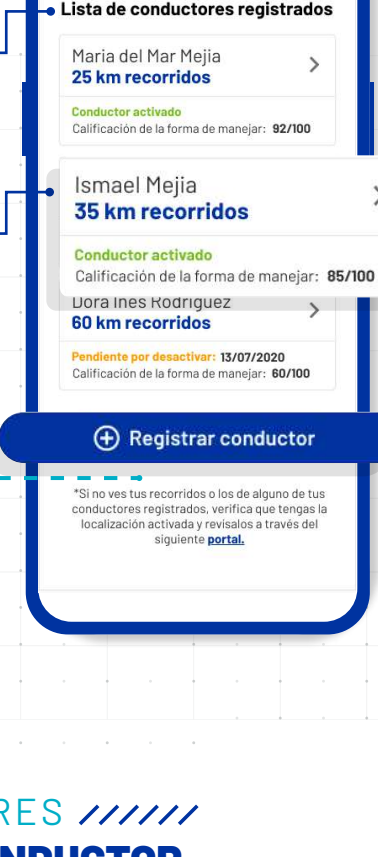 Lista de conductores registrados
Maria del Mar Mejia
25 km recorridos
Conductor activado
Calificación de la forma de manejar: 92/100
Ismael Mejia
35 km recorridos
Conductor activado
Calificación de la forma de manejar: 85/100
Dora Ines Rodriguez
60 km recorridos
Pendiente por desactivar: 13/07/2020
Calificación de la forma de manejar: 60/100
Registrar conductor
*Si no ves tus recorridos o los de alguno de tus
conductores registrados, verifica que tengas la
localización activada y revísalos a través del
siguiente portal.
RES
NDUCTOR